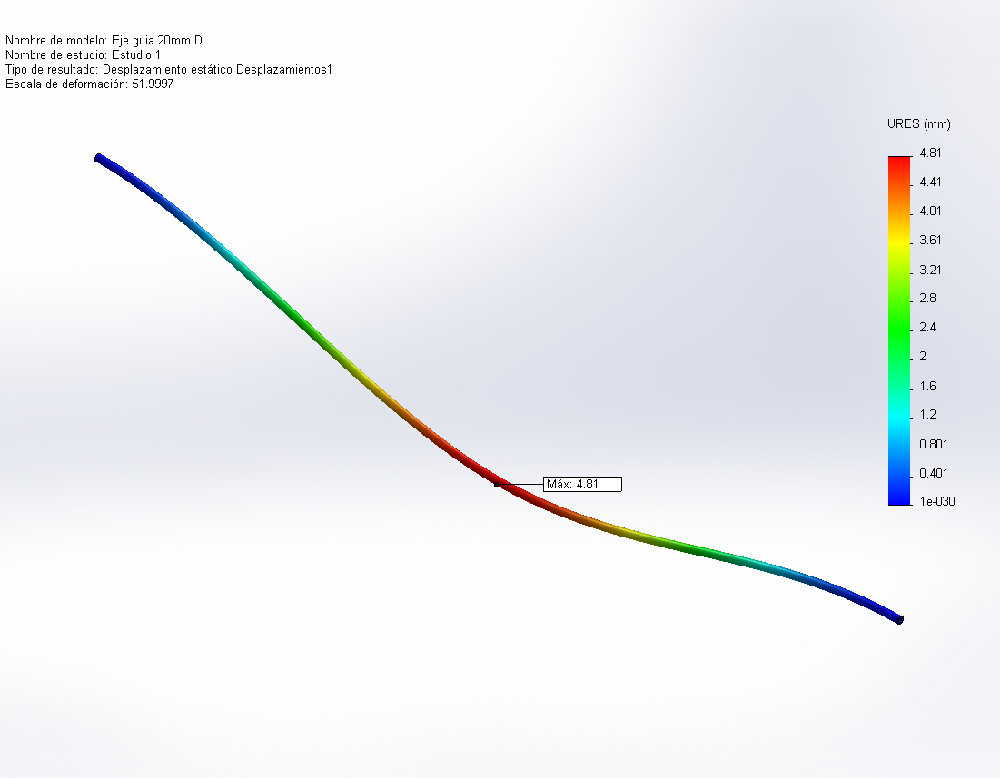 Nombre de modelo: Eje guia 20mm D
Nombre de estudio: Estudio 1
Tipo de resultado: Desplazamiento estático Desplazamientos1
Escala de deformación: 51.9997
URES (mm)
4.81
4.41
4.01
3.61
3.21
2.8
2.4
2
1.6
1.2
0.801
0.401
1e-030
Máx: 4.81